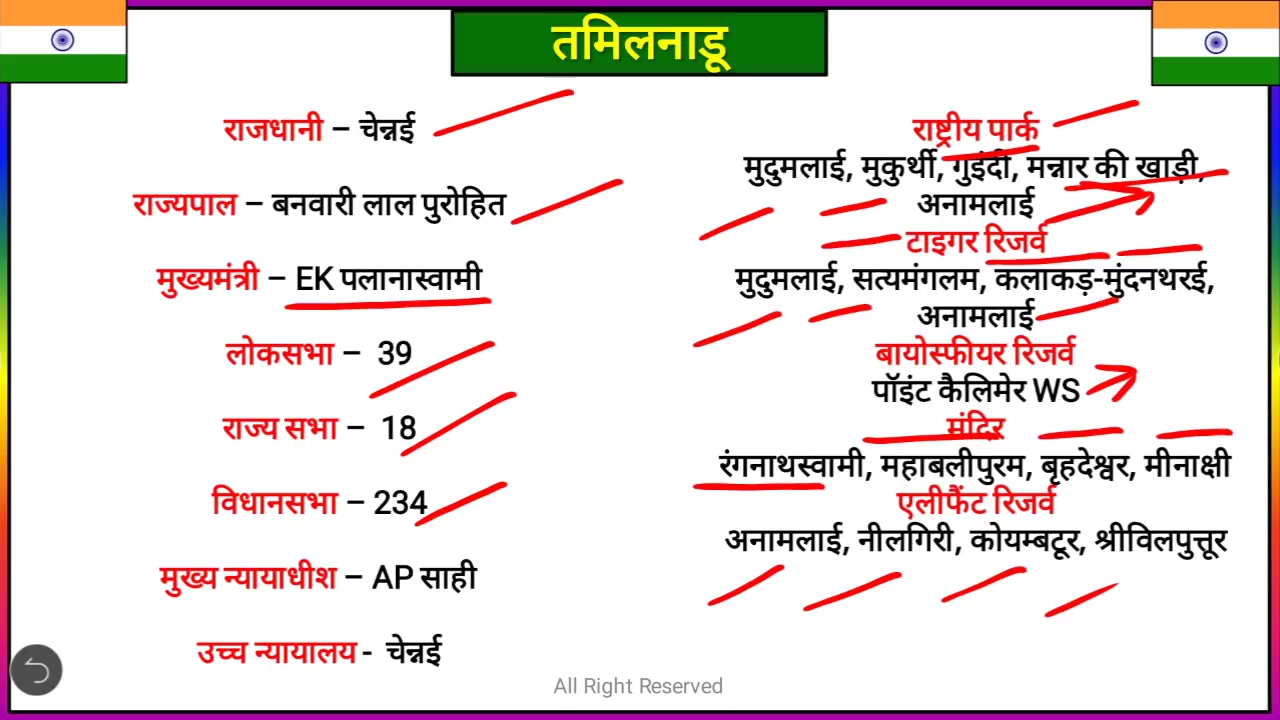 तमिलनाडू
राजधानी – चेन्नई
राज्यपाल – बनवारी लाल पुरोहित
मुख्यमंत्री – EK पलानास्वामी
लोकसभा – 39
राज्य सभा – 18
विधानसभा – 234
मुख्य न्यायाधीश – AP साही
उच्च न्यायालय - चेन्नई
राष्ट्रीय पार्क
मुदुमलाई, मुकुर्थी, गुइंदी, मन्नार की खाड़ी,
अनामलाई
टाइगर रिजर्व
मुदुमलाई, सत्यमंगलम, कलाकड़-मुंदनथरई,
अनामलाई
बायोस्फीयर रिजर्व
पॉइंट कैलिमेर WS
मंदिर
रंगनाथस्वामी, महाबलीपुरम, बृहदेश्वर, मीनाक्षी
एलीफैंट रिजर्व
अनामलाई, नीलगिरी, कोयम्बटूर, श्रीविलपुत्तूर
All Right Reserved